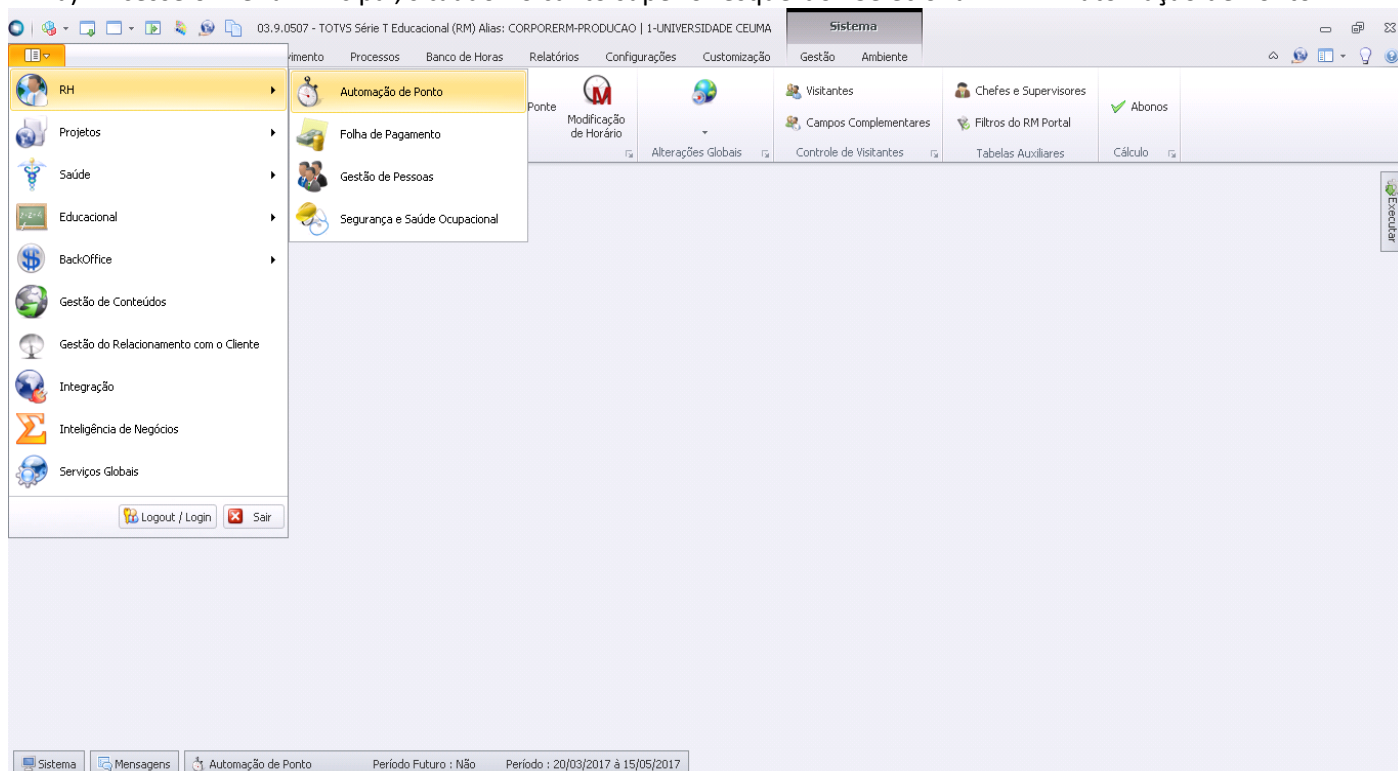 03.9.0507 - TOTVS Série T Educacional (RM) Alias: CORPORERM-PRODUCAO | 1-UNIVERSIDADE CEUMA
Sistema
Processos Banco de Horas Relatórios Configurações Customização Gestão Ambiente
RH
Projetos
Saúde
Educacional
BackOffice
Gestão de Conteúdos
Gestão do Relacionamento com o Cliente
Integração
Inteligência de Negócios
Serviços Globais
Logout / Login Sair
Automação de Ponto
Folha de Pagamento
Gestão de Pessoas
Segurança e Saúde Ocupacional
Ponte
Modificação
de Horário
Alterações Globais
Visitantes
Campos Complementares
Controle de Visitantes
Chefes e Supervisores
Filtros do RM Portal
Tabelas Auxiliares
Abonos
Cálculo
Executar
Sistema Mensagens Automação de Ponto Período Futuro : Não Período : 20/03/2017 à 15/05/2017